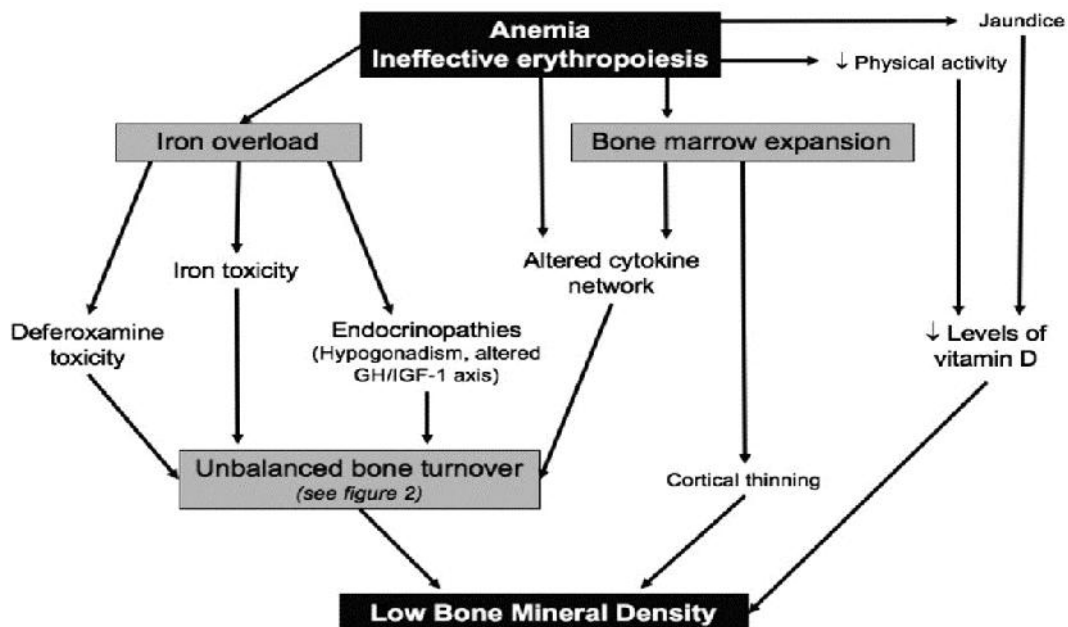 Anemia
Ineffective erythropoiesis
Jaundice
↓ Physical activity
Iron overload
Bone marrow expansion
Iron toxicity
Altered cytokine
network
Deferoxamine
toxicity
Endocrinopathies
(Hypogonadism, altered
GH/IGF-1 axis)
↓ Levels of
vitamin D
Unbalanced bone turnover
(see figure 2)
Cortical thinning
Low Bone Mineral Density